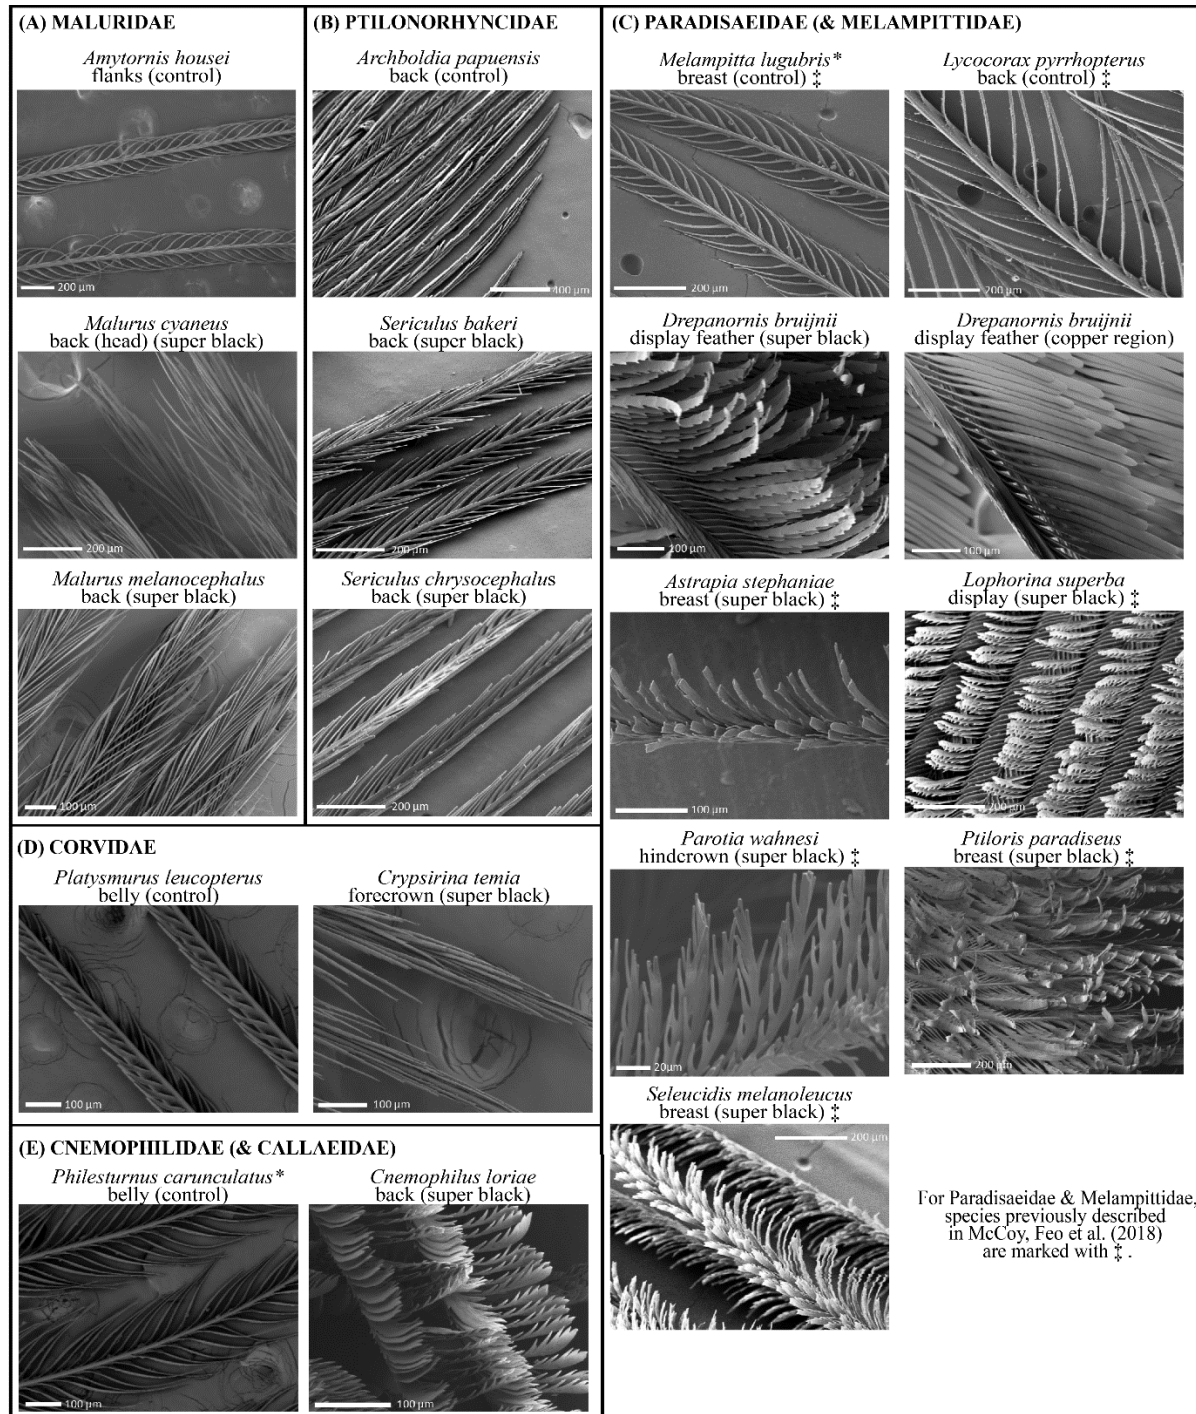 (A) MALURIDAE
Amytornis housei
flanks (control)
200 µm
Malurus cyaneus
back (head) (super black)
200 µm
Malurus melanocephalus
back (super black)
100 µm
(B) PTILONORHYNCIDAE
Archboldia papuensis
back (control)
400 µm
Sericulus bakeri
back (super black)
200 µm
Sericulus chrysocephalus
back (super black)
200 µm
(C) PARADISAEIDAE (& MELAMPITTIDAE)
Melampitta lugubris*
breast (control) ‡
200 µm
Lycocorax pyrrhopterus
back (control) ‡
200 µm
Drepanornis bruijnii
display feather (super black)
100 µm
Drepanornis bruijnii
display feather (copper region)
100 µm
Astrapia stephaniae
breast (super black) ‡
100 µm
Lophorina superba
display (super black) ‡
200 µm
Parotia wahnesi
hindcrown (super black) ‡
20µm
Ptiloris paradiseus
breast (super black) ‡
200 µm
Seleucidis melanoleucus
breast (super black) ‡
200 µm
For Paradisaeidae & Melampittidae,
species previously described
in McCoy, Feo et al. (2018)
are marked with ‡ .
(D) CORVIDAE
Platysmurus leucopterus
belly (control)
100 µm
Crypsirina temia
forecrown (super black)
100 µm
(E) CNEMOPHILIDAE (& CALLAEIDAE)
Philesturnus carunculatus*
belly (control)
100 µm
Cnemophilus loriae
back (super black)
100 µm